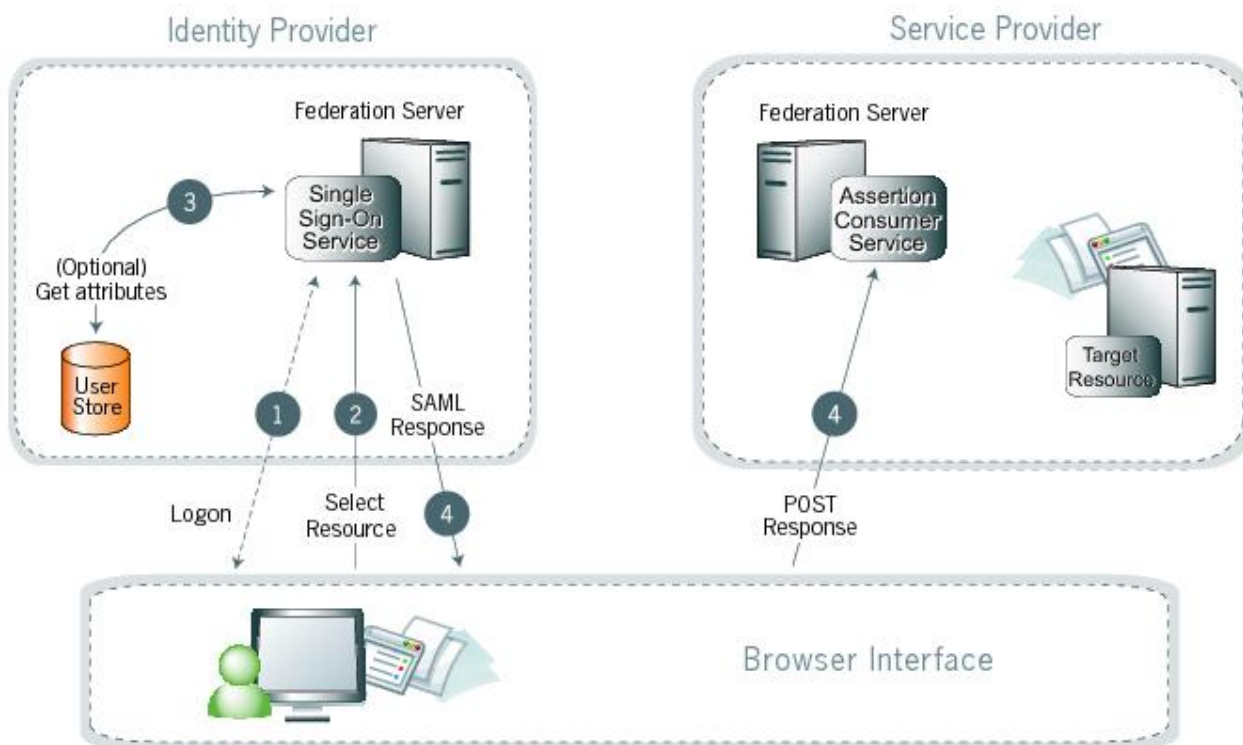 Identity Provider
Service Provider
Federation Server
Single
Sign-On
Service
3
(Optional)
Get attributes
User
Store
1
2
SAML
Response
Logon
Select
Resource
4
Federation Server
Assertion
Consumer
Service
Target
Resource
4
POST
Response
Browser Interface